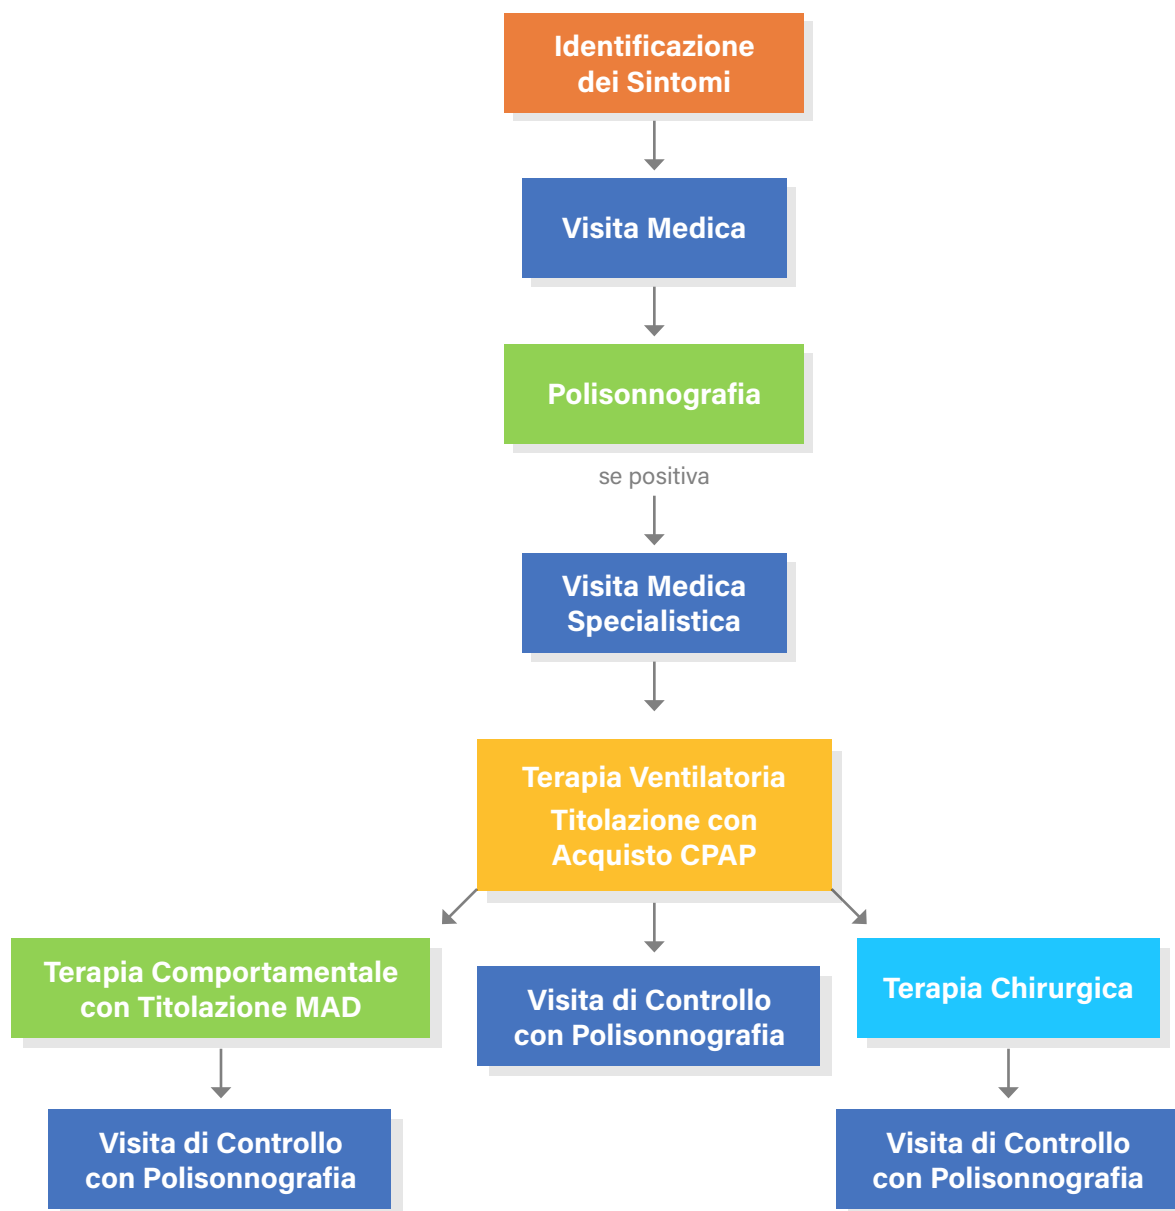 Identificazione
dei Sintomi
Visita Medica
Polisonnografia
se positiva
Visita Medica
Specialistica
Terapia Ventilatoria
Titolazione con
Acquisto CPAP
Terapia Comportamentale
con Titolazione MAD
Visita di Controllo
con Polisonnografia
Terapia Chirurgica
Visita di Controllo
con Polisonnografia
Visita di Controllo
con Polisonnografia